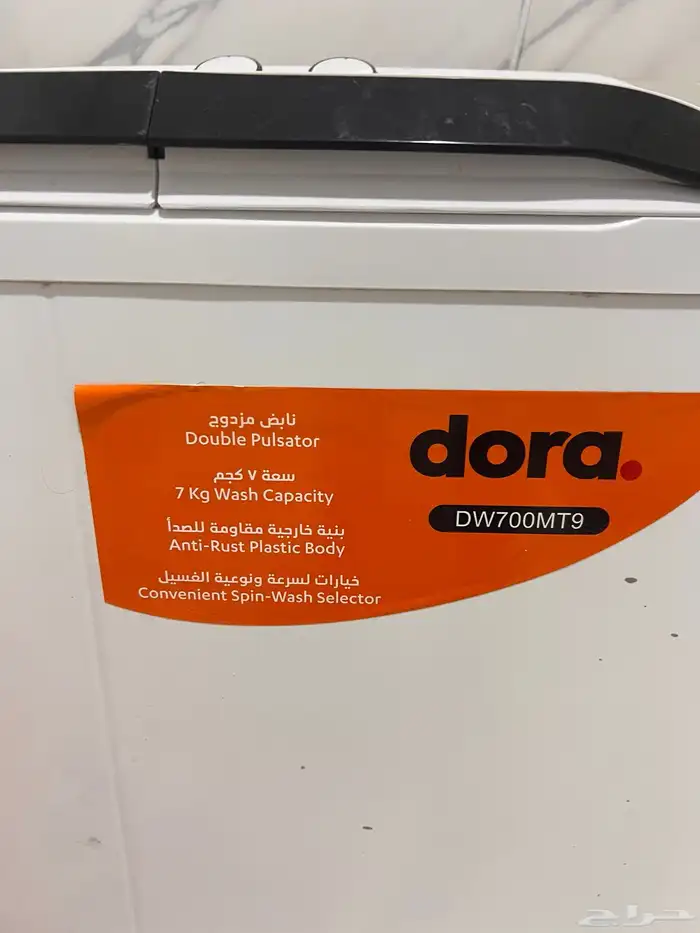 نابض مزدوج
Double Pulsator
سعة ٧ كجم
7 Kg Wash Capacity
بنية خارجية مقاومة للصدأ
Anti-Rust Plastic Body
خيارات لسرعة ونوعية الغسيل
Convenient Spin-Wash Selector
dora.
DW700MT9
حراج